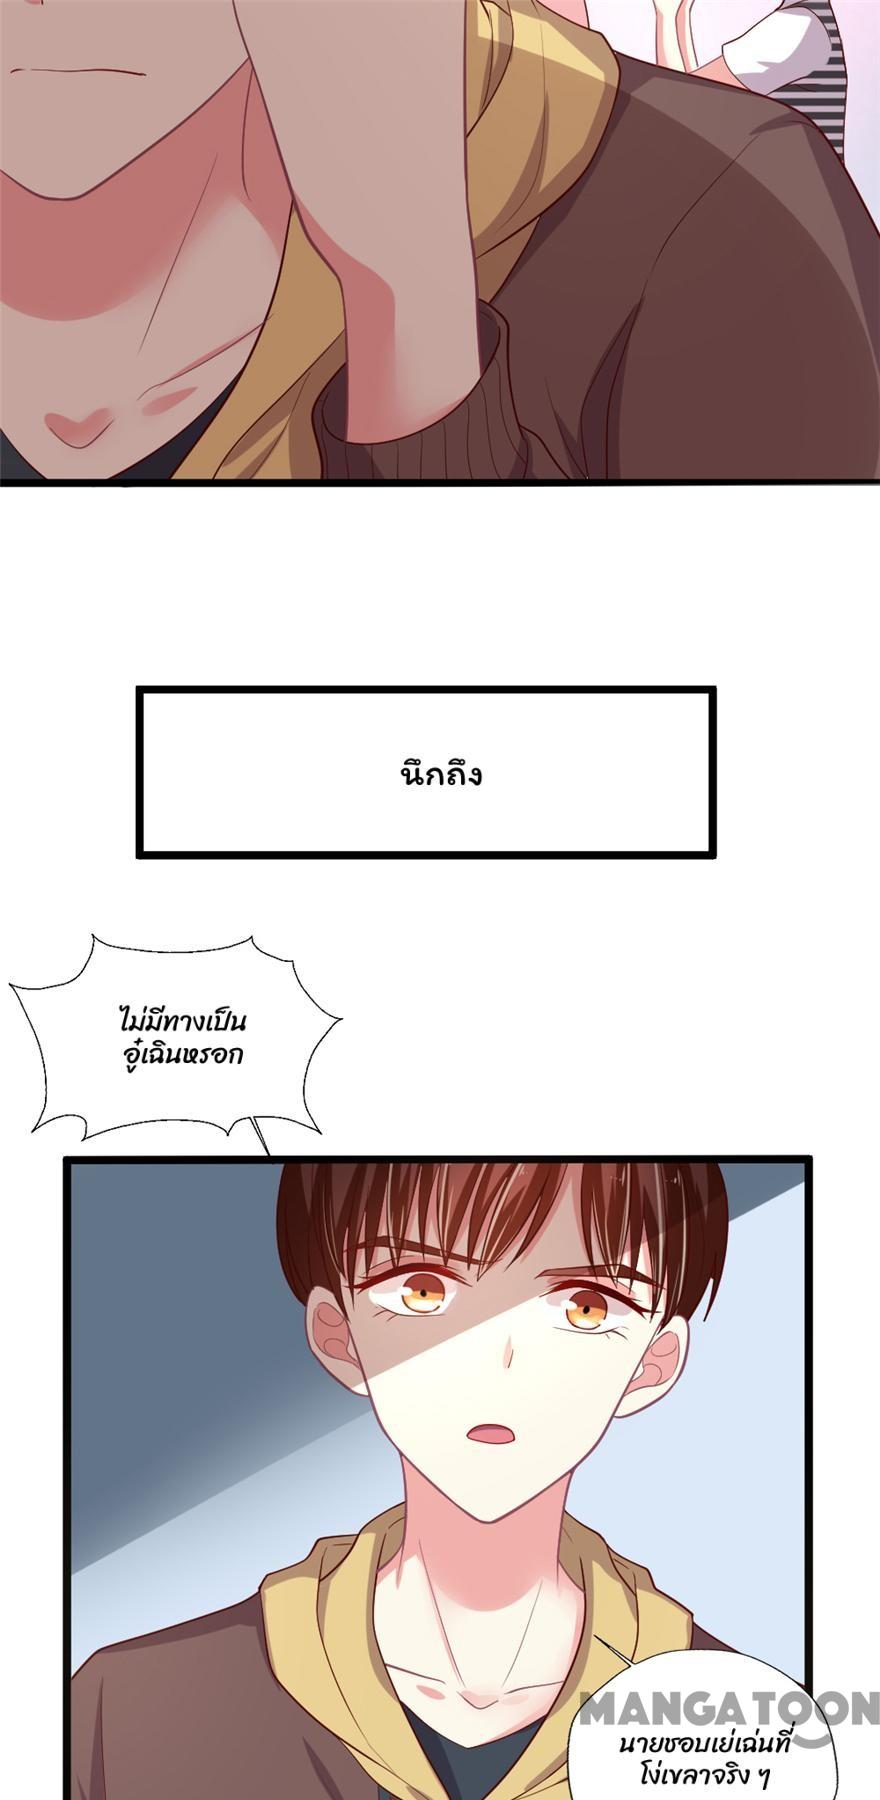 นึกถึง
ไม่มีทางเป็น
อู๋เฉินหรอก
MANGATOON
นายชอบเย่เฉ่นที่
โง่เขลาจริง ๆ